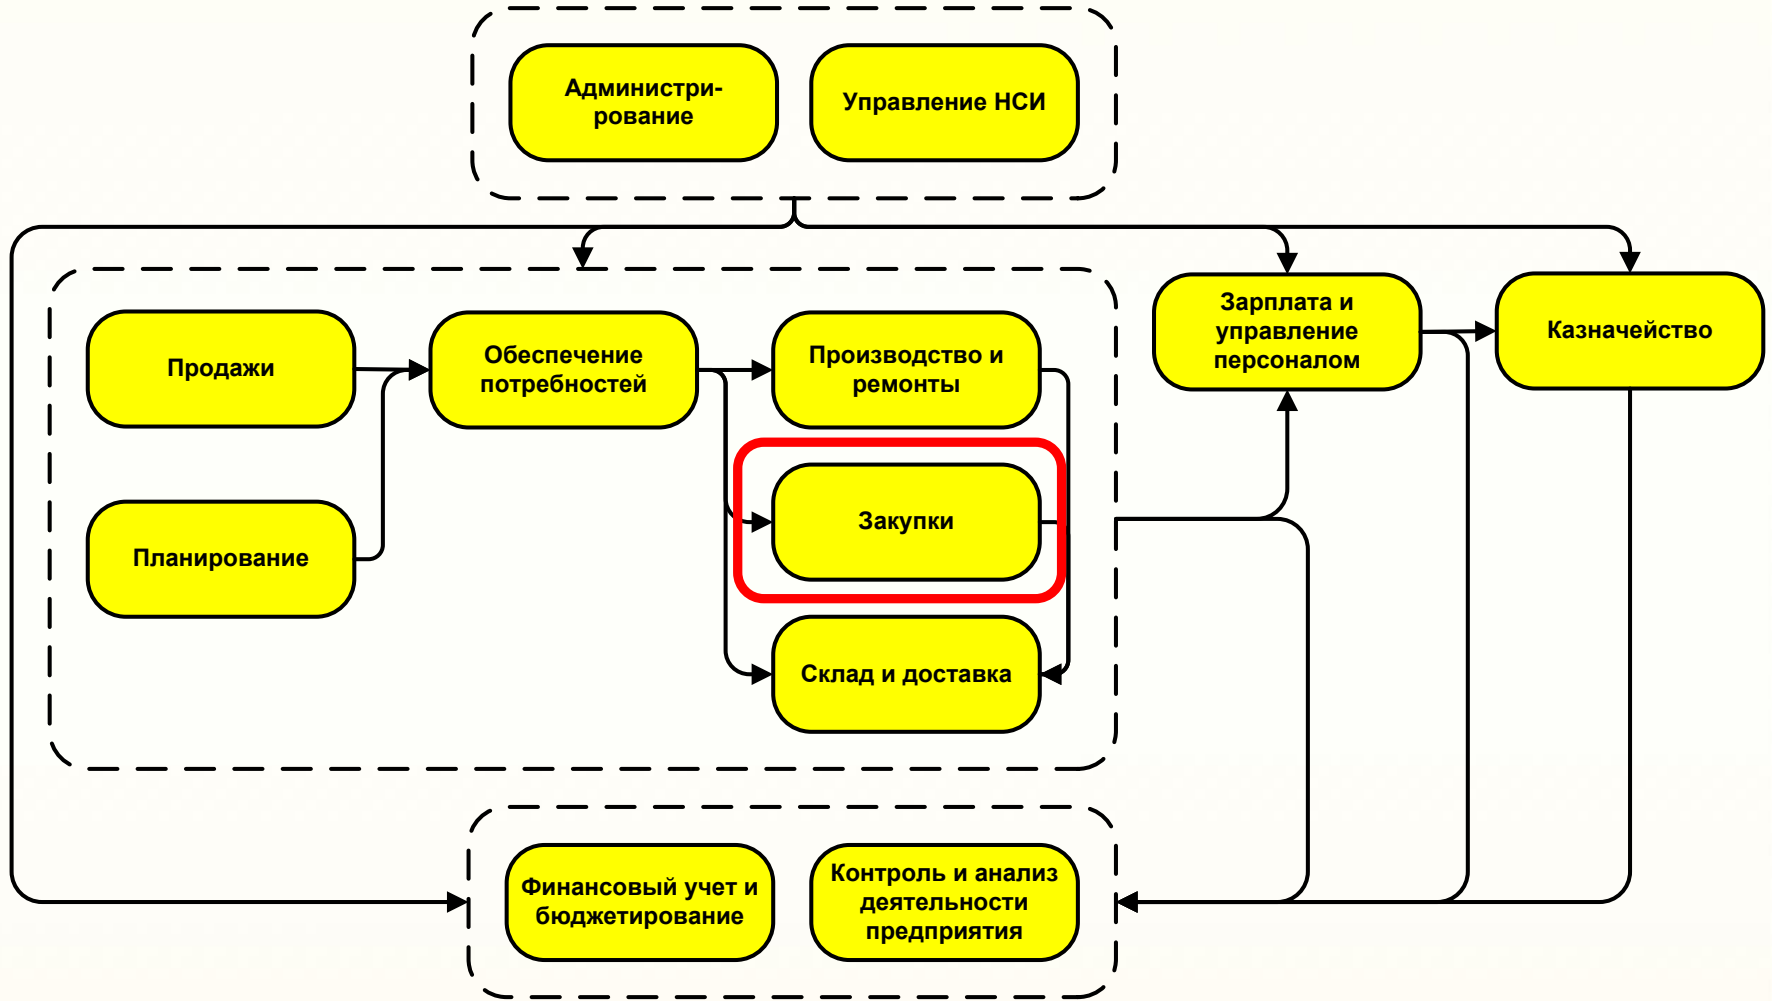 Администри-
рование
Управление НСИ
Продажи
Обеспечение
потребностей
Производство и
ремонты
Зарплата и
управление
персоналом
Казначейство
Планирование
Закупки
Склад и доставка
Финансовый учет и
бюджетирование
Контроль и анализ
деятельности
предприятия